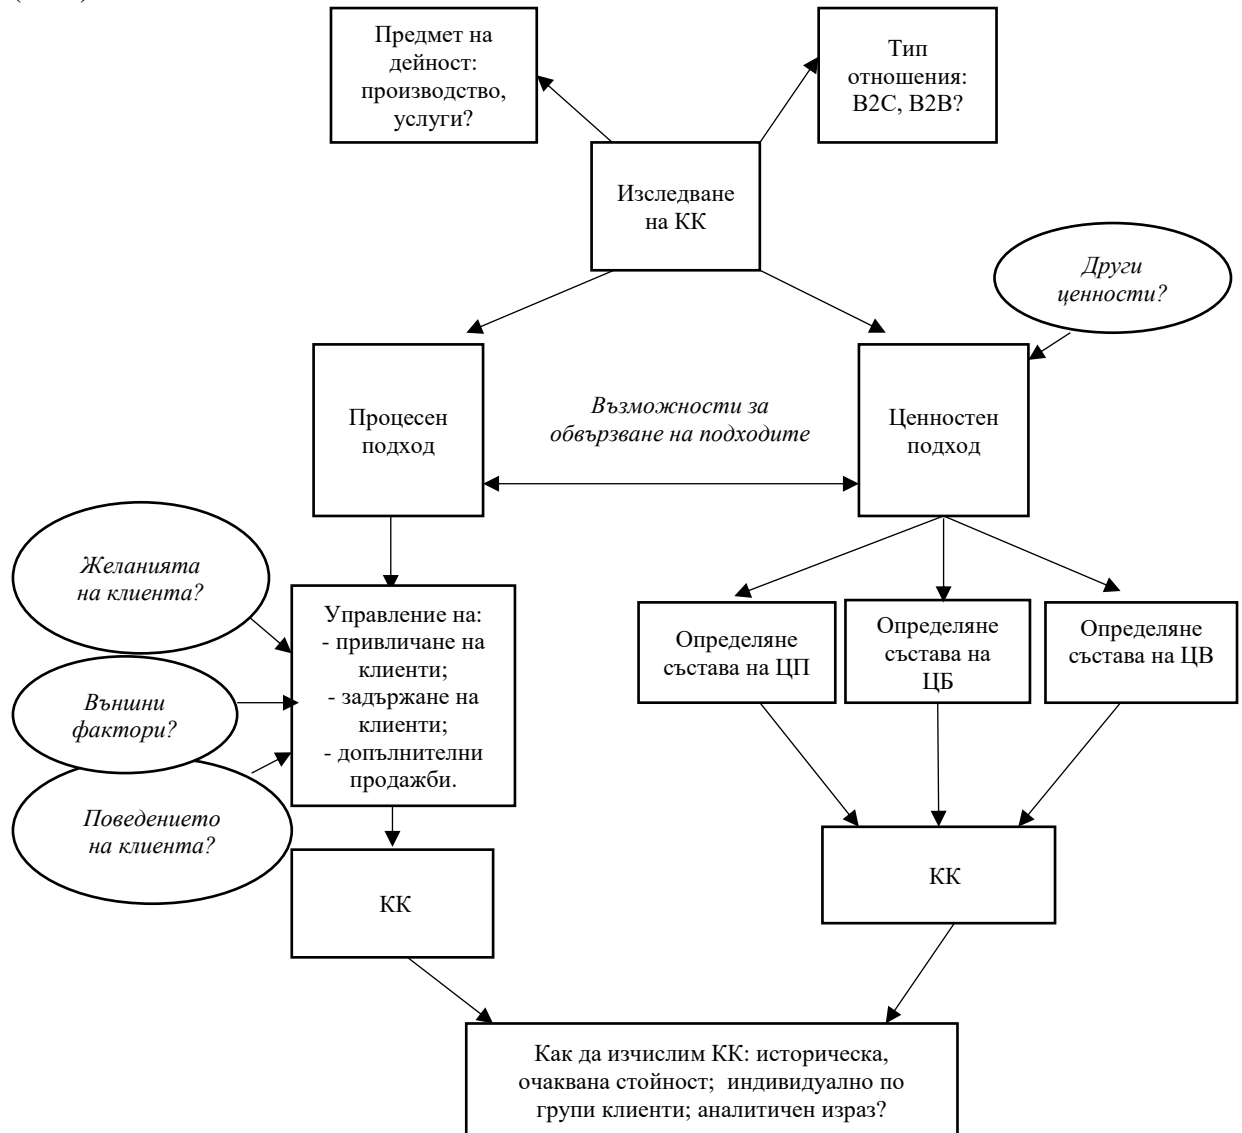 Предмет на
дейност:
производство,
услуги?
Тип
отношения:
B2C, B2B?
Изследване
на КК
Други
ценности?
Процесен
подход
Възможности за
обвързване на подходите
Ценностен
подход
Желанията
на клиента?
Външни
фактори?
Поведението
на клиента?
Управление на:
- привличане на
клиенти;
- задържане на
клиенти;
- допълнителни
продажби.
Определяне
състава на ЦП
Определяне
състава на
ЦБ
Определяне
състава на ЦВ
КК
КК
Как да изчислим КК: историческа,
очаквана стойност;  индивидуално по
групи клиенти; аналитичен израз?